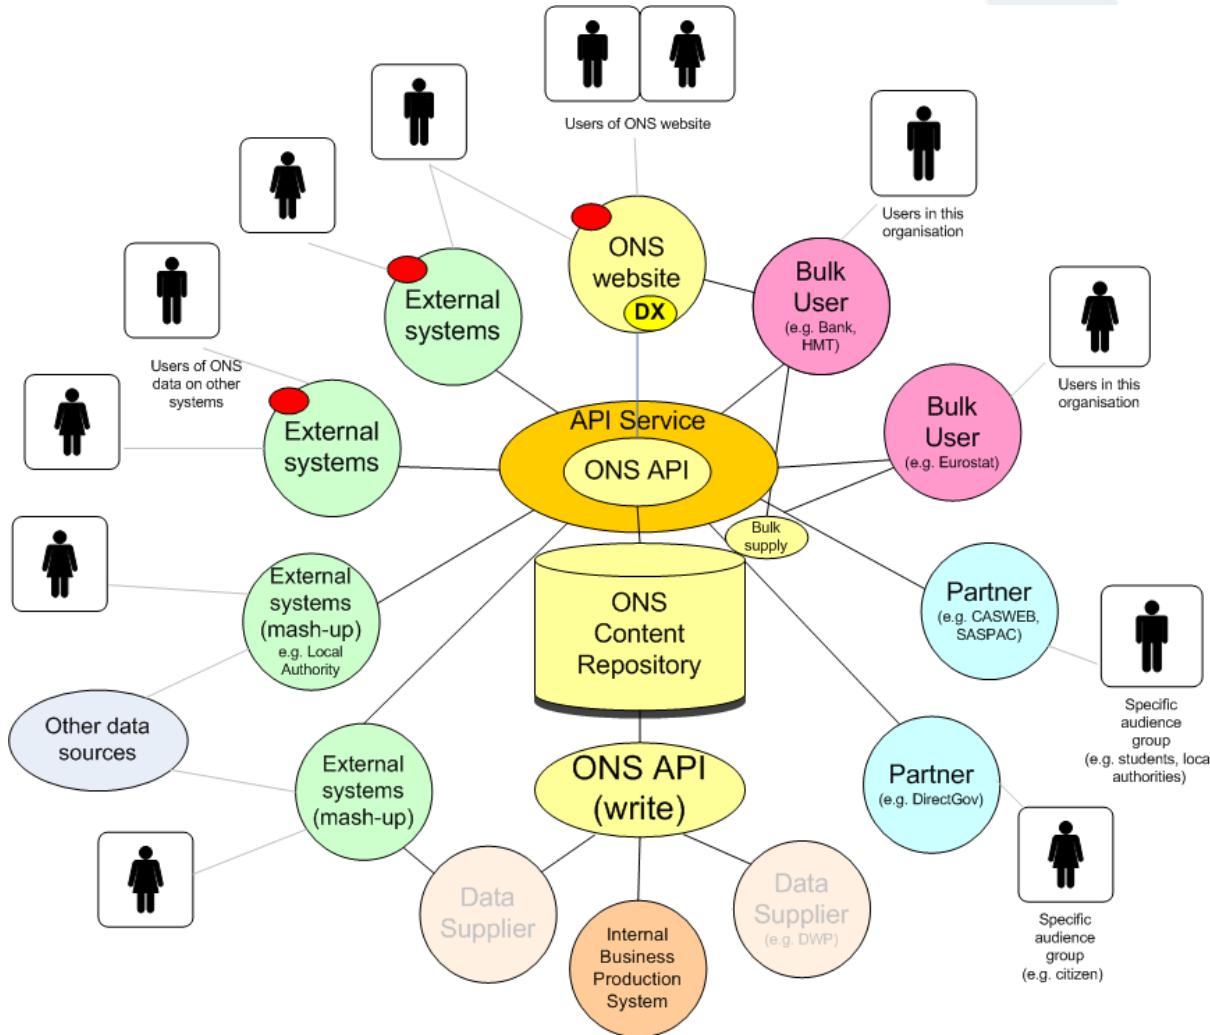 Users of ONS website
Users in this
organisation
ONS
website
DX
Bulk
User
(e.g. Bank,
HMT)
External
systems
Users of ONS
data on other
systems
Users in this
organisation
Bulk
User
(e.g. Eurostat)
External
systems
API Service
ONS API
Bulk
supply
External
systems
(mash-up)
e.g. Local
Authority
ONS
Content
Repository
Partner
(e.g. CASWEB,
SASPAC)
Specific
audience
group
(e.g. students, loca
authorities)
Other data
sources
External
systems
(mash-up)
ONS API
(write)
Partner
(e.g. DirectGov)
Data
Supplier
Internal
Business
Production
System
Data
Supplier
(e.g. DWP)
Specific
audience
group
(e.g. citizen)